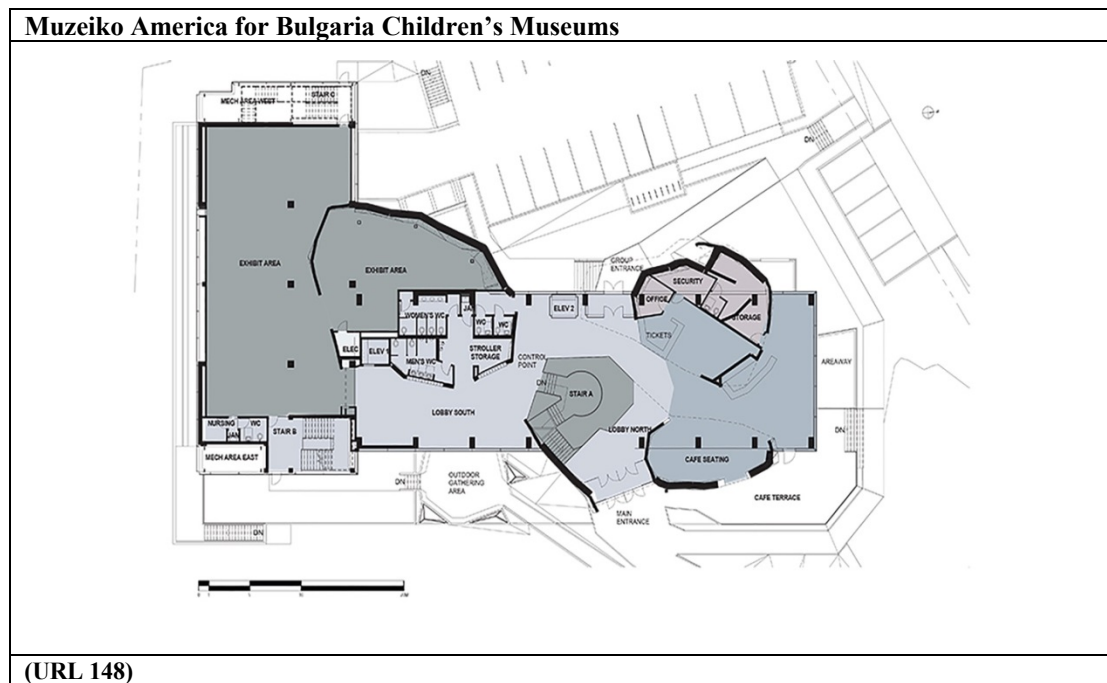 Muzeiko America for Bulgaria Children’s Museums
DN
MECH AREA WEST
STAIR C
DN
EXHIBIT AREA
EXHIBIT AREA
GROUP
ENTRANCE
SECURITY
OFFICE
STORAGE
WOMEN'S WC
JAN
WC
WC
ELEV 2
TICKETS
ELEC
ELEV 1
MEN'S WC
STROLLER
STORAGE
CONTROL
POINT
AREAWAY
DN
STAIR A
LOBBY SOUTH
LOBBY NORTH
NURSING
WC
JAN
STAIR B
DN
MECH AREA EAST
CAFE SEATING
DN
OUTDOOR
GATHERING
AREA
CAFE TERRACE
MAIN
ENTRANCE
DN
(URL 148)